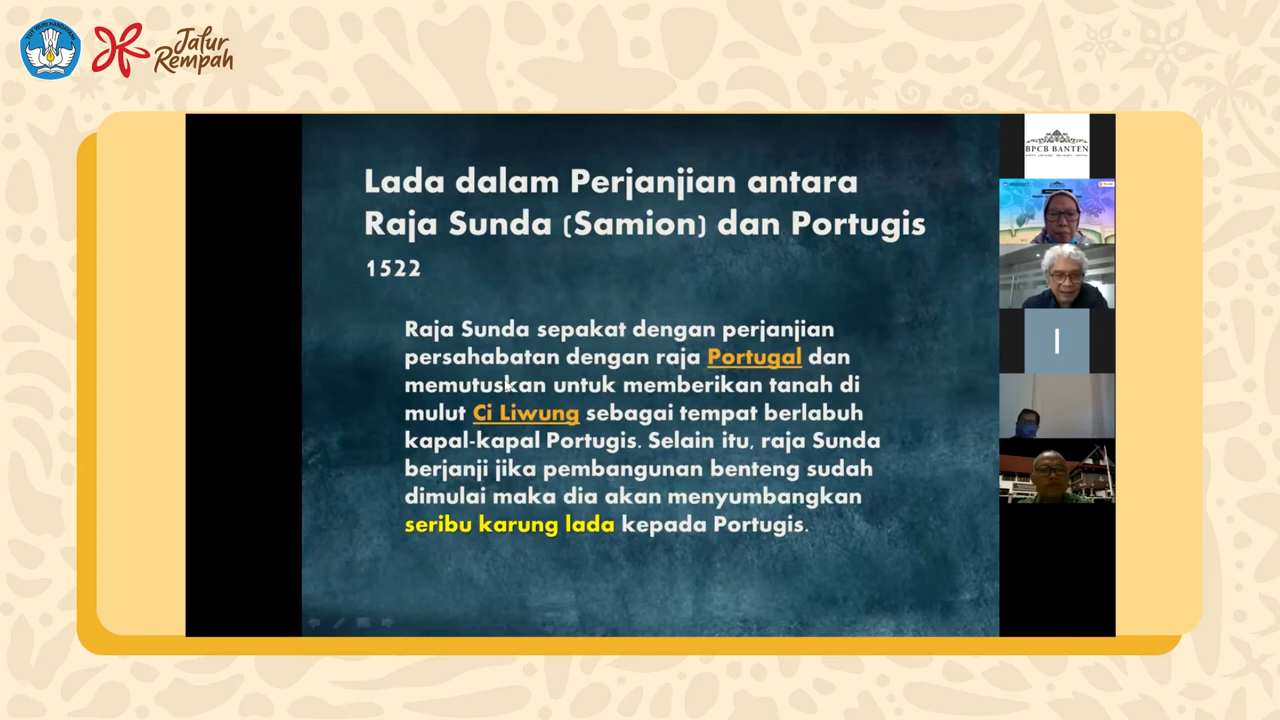 TUT WURI HANDAYANI
Jalur
Rempah
Lada dalam Perjanjian antara
Raja Sunda (Samion) dan Portugis
1522
Raja Sunda sepakat dengan perjanjian
persahabatan dengan raja Portugal dan
memutuskan untuk memberikan tanah di
mulut Ci Liwung sebagai tempat berlabuh
kapal-kapal Portugis. Selain itu, raja Sunda
berjanji jika pembangunan benteng sudah
dimulai maka dia akan menyumbangkan
seribu karung lada kepada Portugis.
BPCB BANTEN
I